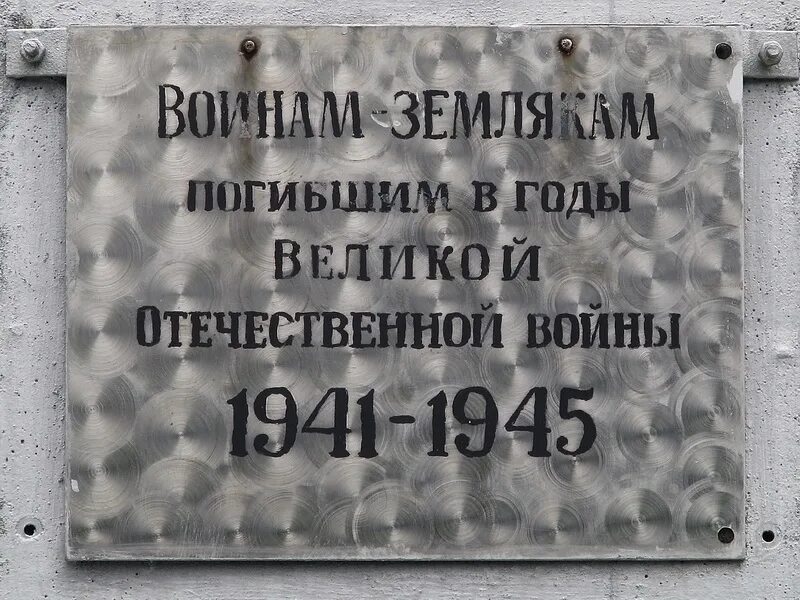 Воинам-землякам
погибшим в годы
Великой
Отечественной войны
1941-1945